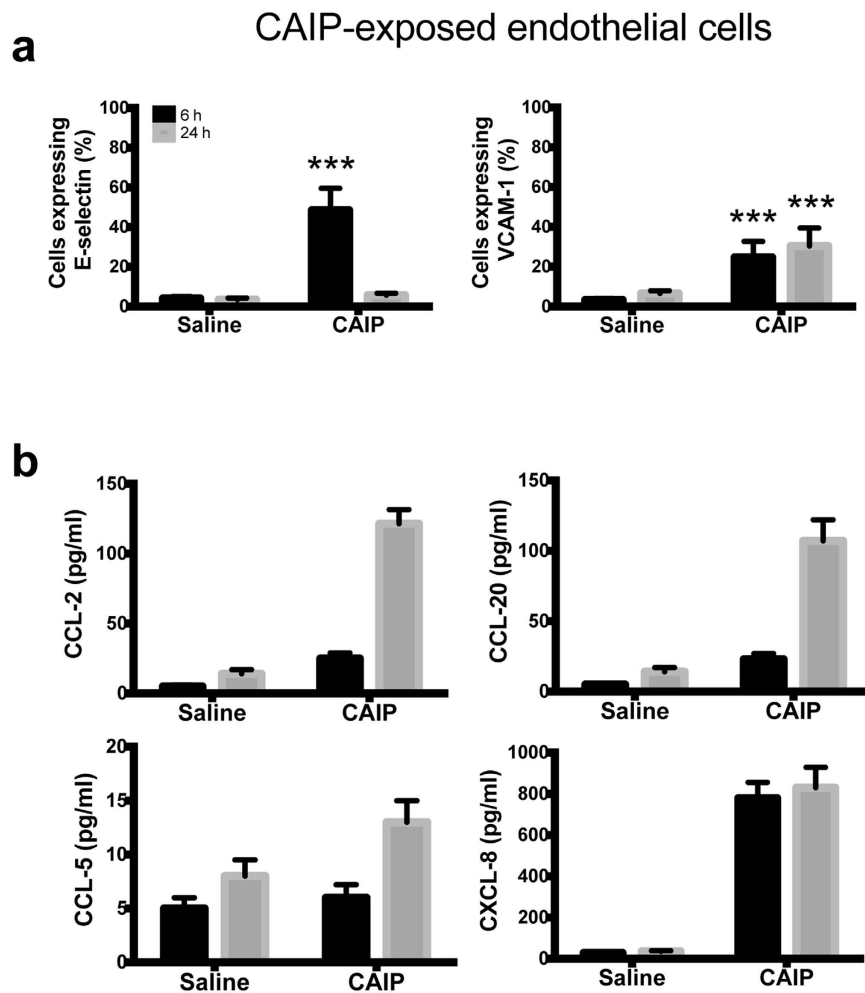 CAIP-exposed endothelial cells
a
Cells expressing
E-selectin (%)
100
80
60
40
20
0
6 h
24 h
***
Saline
CAIP
Cells expressing
VCAM-1 (%)
100
80
60
40
20
0
***
***
Saline
CAIP
b
CCL-2 (pg/ml)
150
100
50
0
Saline
CAIP
CCL-20 (pg/ml)
150
100
50
0
Saline
CAIP
CCL-5 (pg/ml)
20
15
10
5
0
Saline
CAIP
CXCL-8 (pg/ml)
1000
800
600
400
200
0
Saline
CAIP